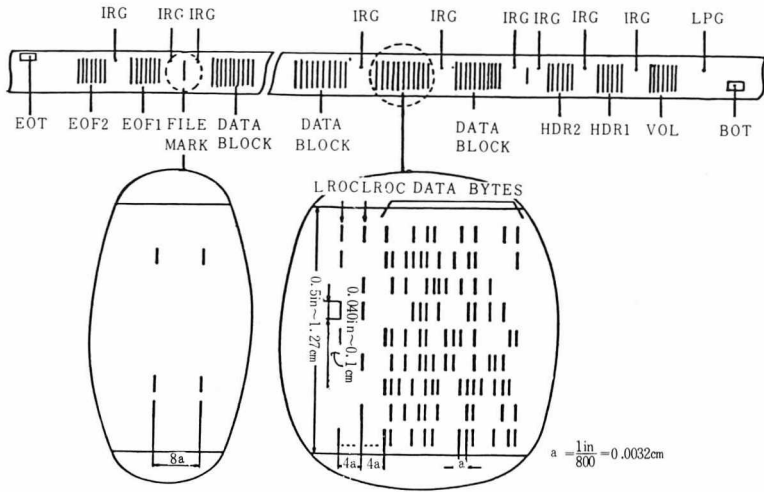 IRG IRG IRG IRG IRG IRG IRG IRG IRG LPG
EOT EOF2 EOF1 FILE MARK DATA BLOCK DATA BLOCK DATA BLOCK HDR2 HDR1 VOL BOT
LROC LROC DATA BYTES
0.5in~1.27cm
0.040in~0.1cm
8a
4a 4a a
a = 1in/800 = 0.0032cm